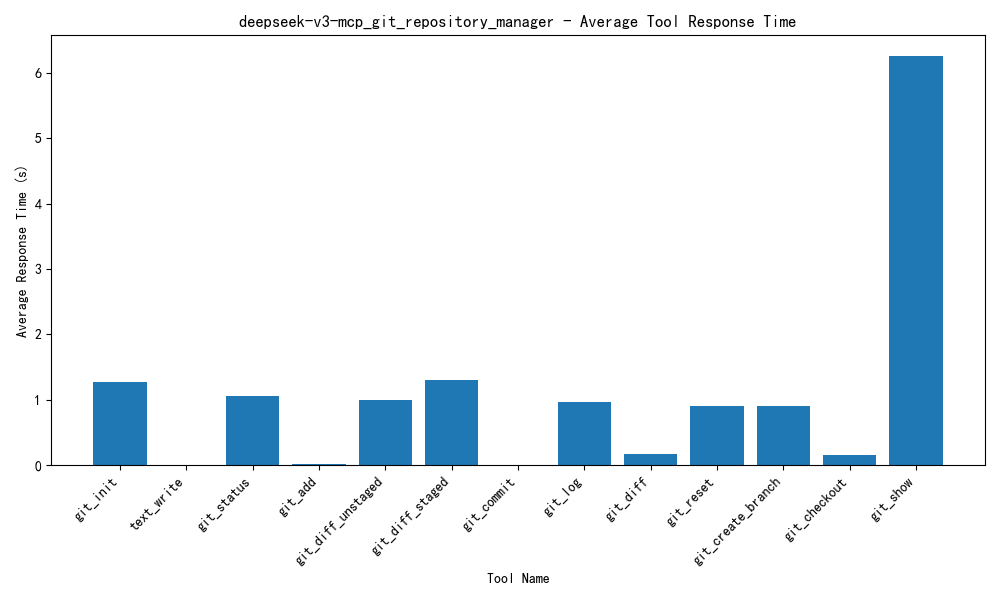 deepseek-v3-mcp_git_repository_manager - Average Tool Response Time
Average Response Time (s)
6
5
4
3
2
1
0
git_init
text_write
git_status
git_add
git_diff_unstaged
git_diff_staged
git_commit
git_log
git_diff
git_reset
git_create_branch
git_checkout
git_show
Tool Name